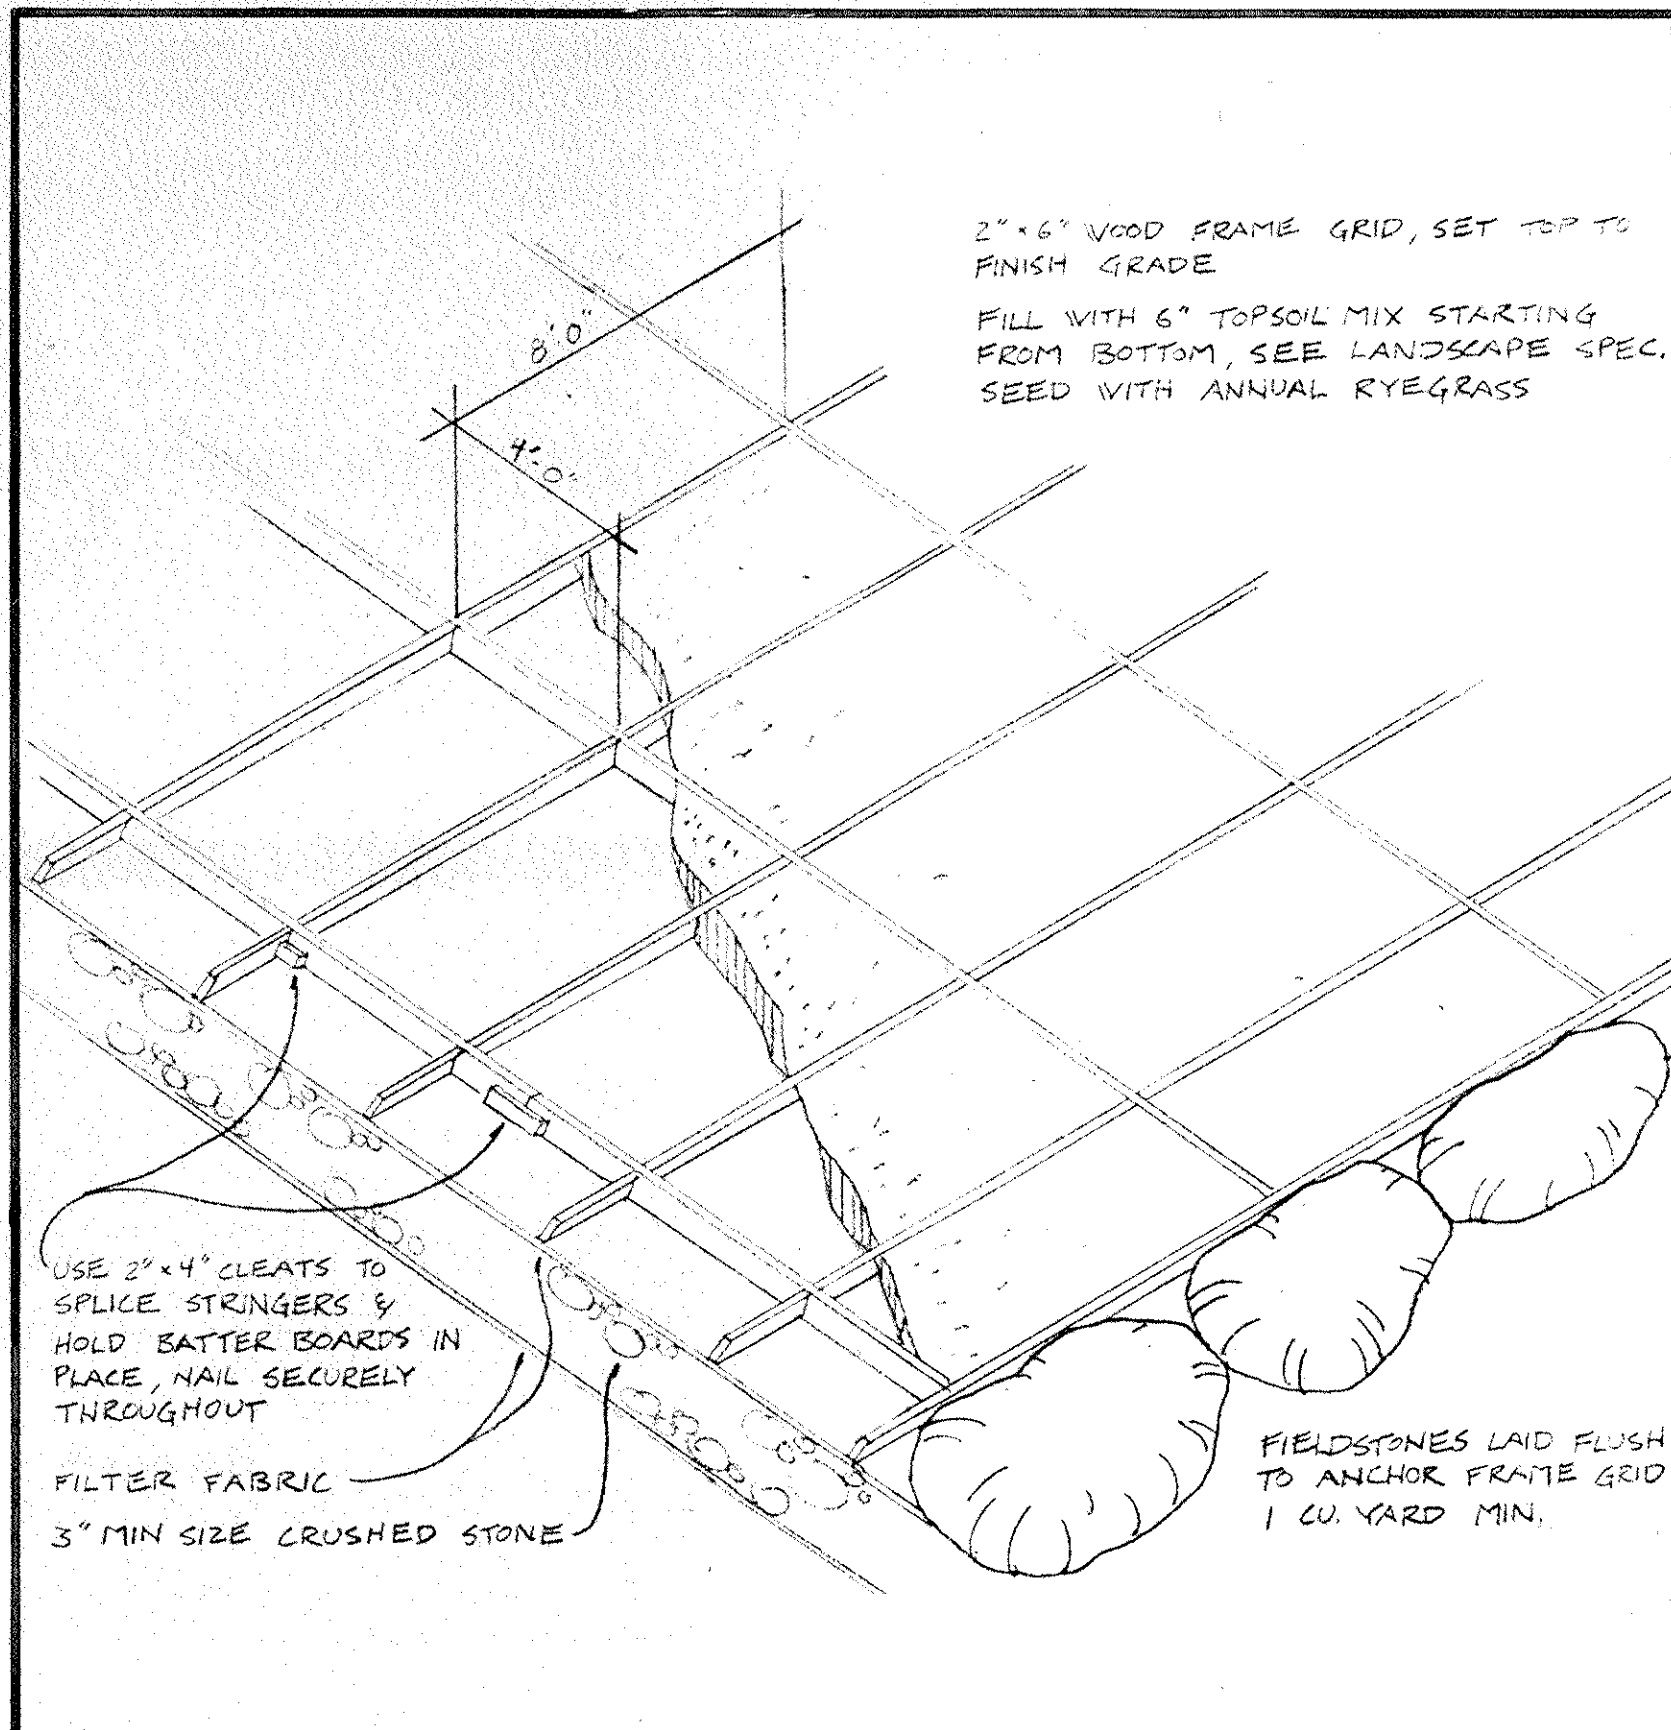 2" × 6" WOOD FRAME GRID, SET TOP TO
FINISH GRADE
FILL WITH 6" TOPSOIL MIX STARTING
FROM BOTTOM, SEE LANDSCAPE SPEC.
SEED WITH ANNUAL RYEGRASS
8'-0"
4'-0"
USE 2" × 4" CLEATS TO
SPLICE STRINGERS &
HOLD BATTER BOARDS IN
PLACE, NAIL SECURELY
THROUGHOUT
FILTER FABRIC
3" MIN SIZE CRUSHED STONE
FIELDSTONES LAID FLUSH
TO ANCHOR FRAME GRID
1 CU. YARD MIN.